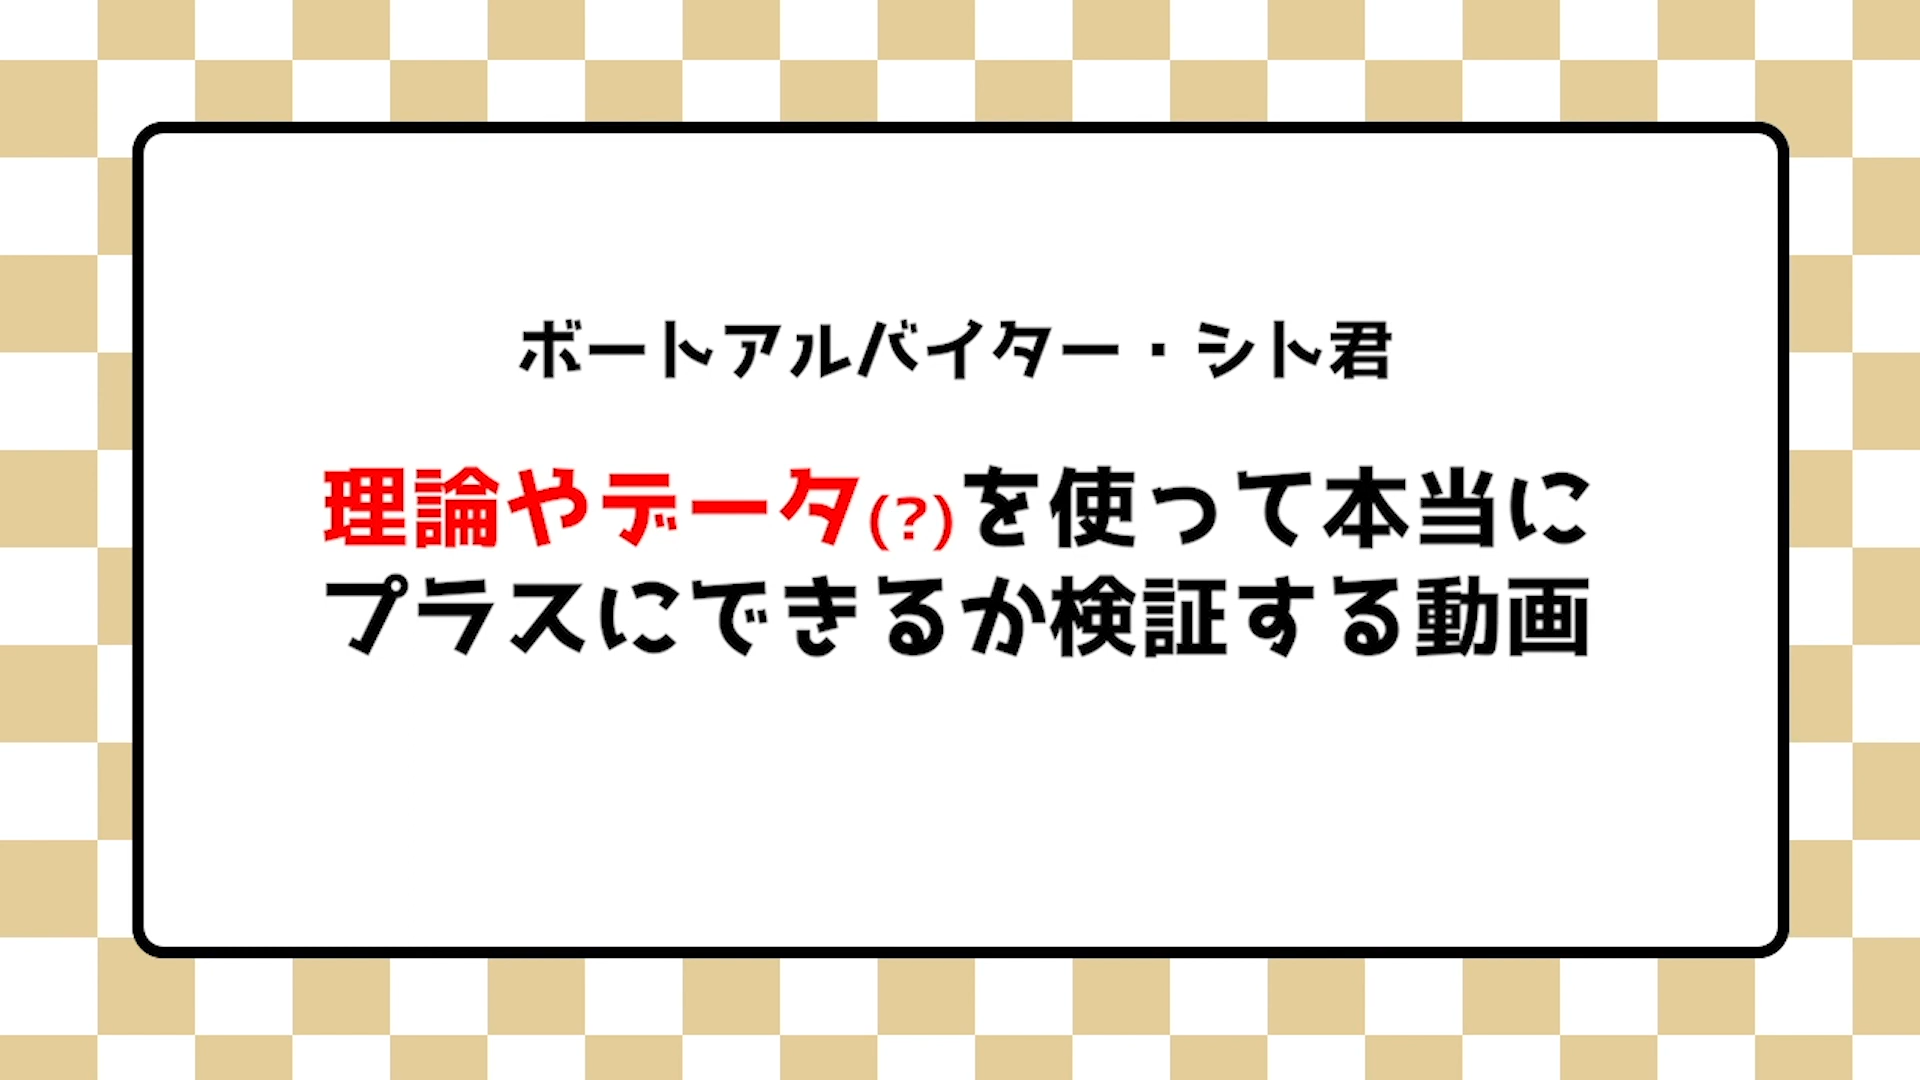 ボートアルバイター・シト君
理論やデータ(?)を使って本当に
プラスにできるか検証する動画